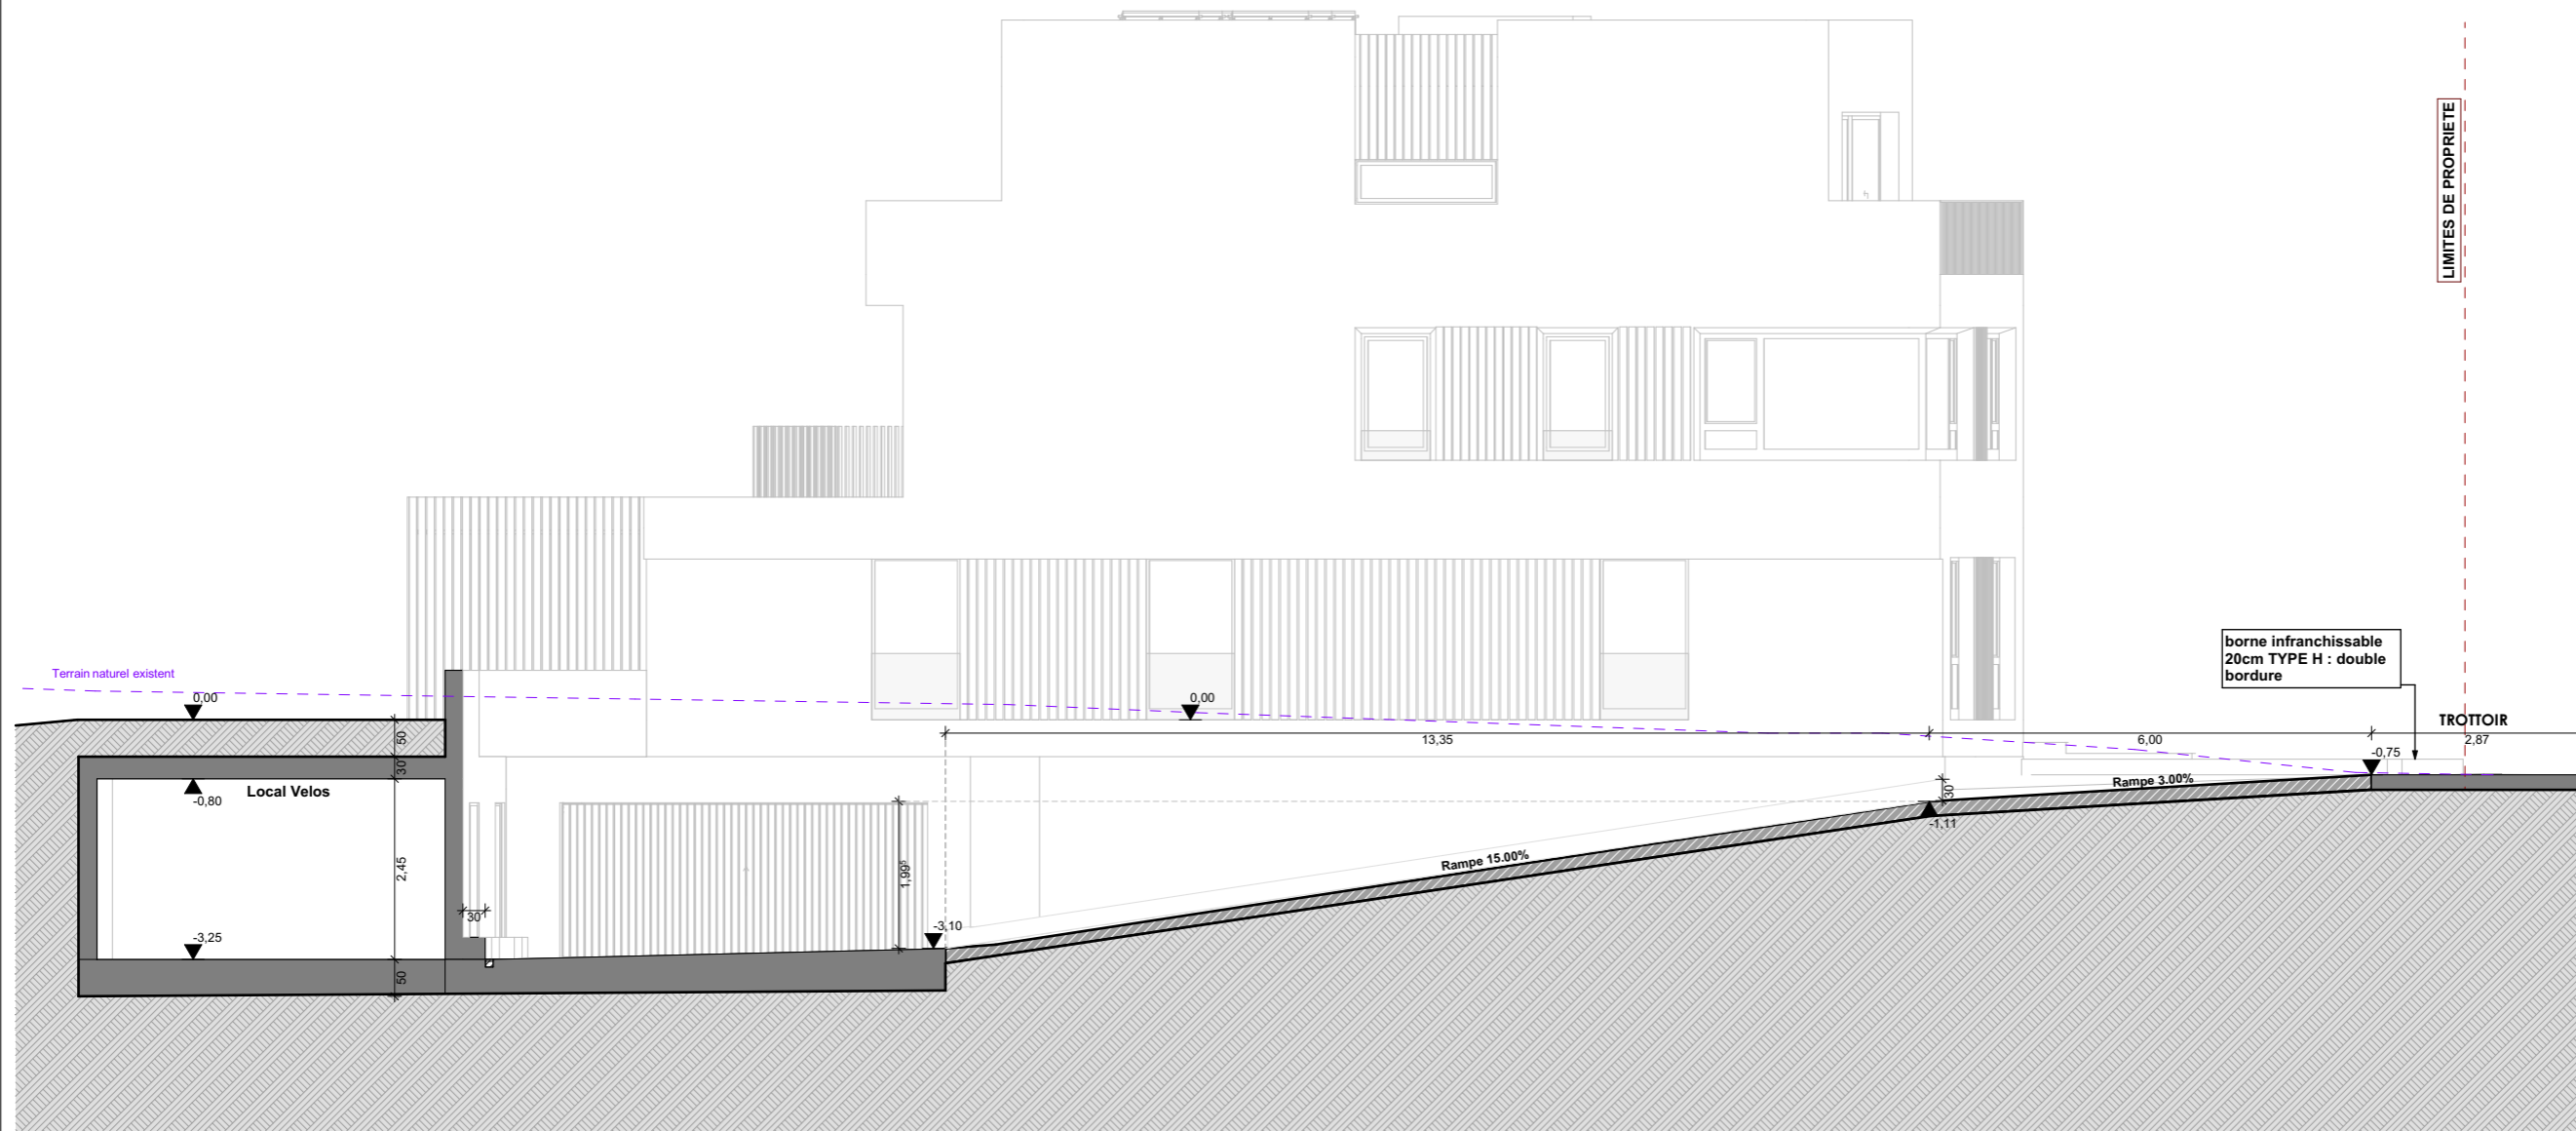 LIMITES DE PROPRIETE
borne infranchissable
20cm TYPE H : double
bordure
Terrain naturel existent
0,00
0,00
TROTTOIR
50
13,35
6,00
2,87
-0,75
30
Rampe 3.00%
-0,80
Local Velos
30
-1,11
2,45
1,99⁵
Rampe 15.00%
30
-3,10
-3,25
50